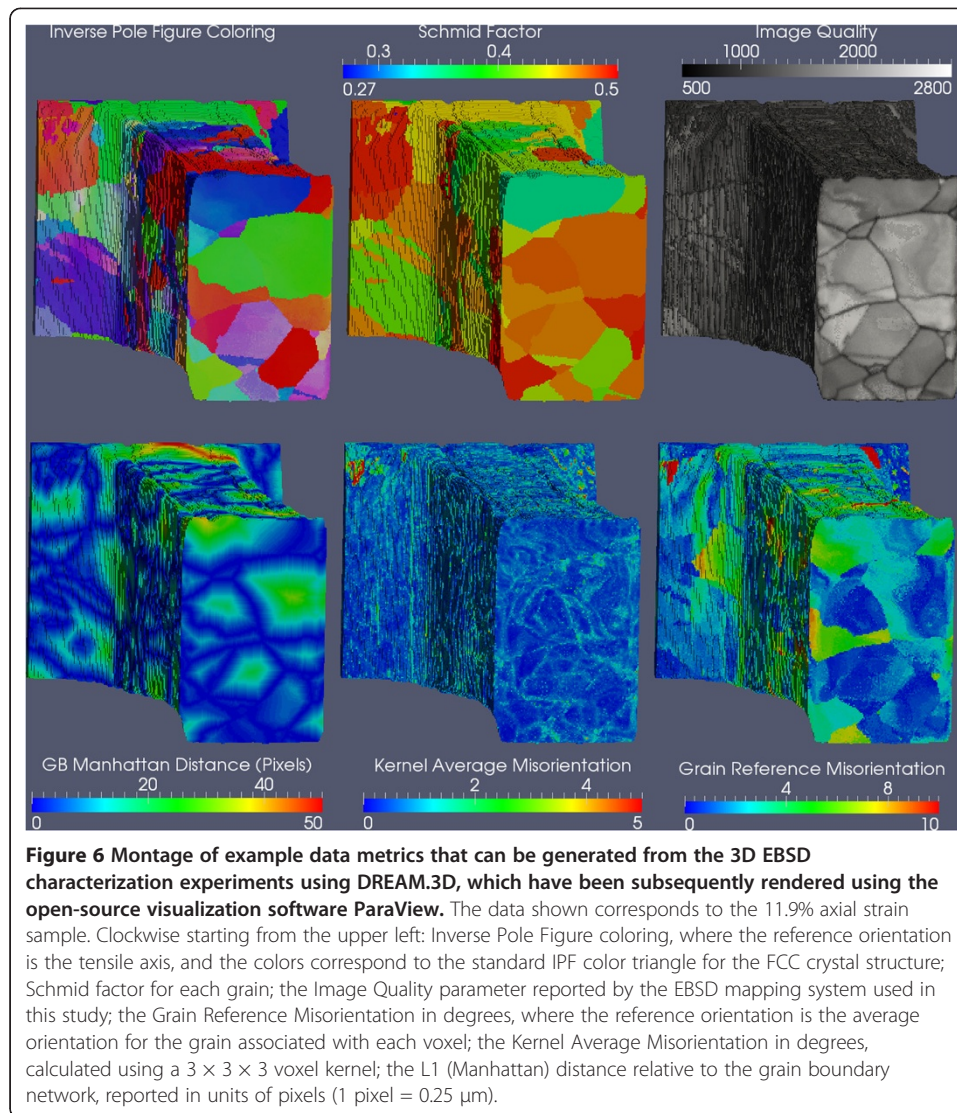 Inverse Pole Figure Coloring
Schmid Factor
0.3 0.4
0.27 0.5
Image Quality
1000 2000
500 2800
GB Manhattan Distance (Pixels)
20 40
0 50
Kernel Average Misorientation
2 4
0 5
Grain Reference Misorientation
4 8
0 10
Figure 6 Montage of example data metrics that can be generated from the 3D EBSD
characterization experiments using DREAM.3D, which have been subsequently rendered using the
open-source visualization software ParaView. The data shown corresponds to the 11.9% axial strain
sample. Clockwise starting from the upper left: Inverse Pole Figure coloring, where the reference orientation
is the tensile axis, and the colors correspond to the standard IPF color triangle for the FCC crystal structure;
Schmid factor for each grain; the Image Quality parameter reported by the EBSD mapping system used in
this study; the Grain Reference Misorientation in degrees, where the reference orientation is the average
orientation for the grain associated with each voxel; the Kernel Average Misorientation in degrees,
calculated using a 3 × 3 × 3 voxel kernel; the L1 (Manhattan) distance relative to the grain boundary
network, reported in units of pixels (1 pixel = 0.25 μm).